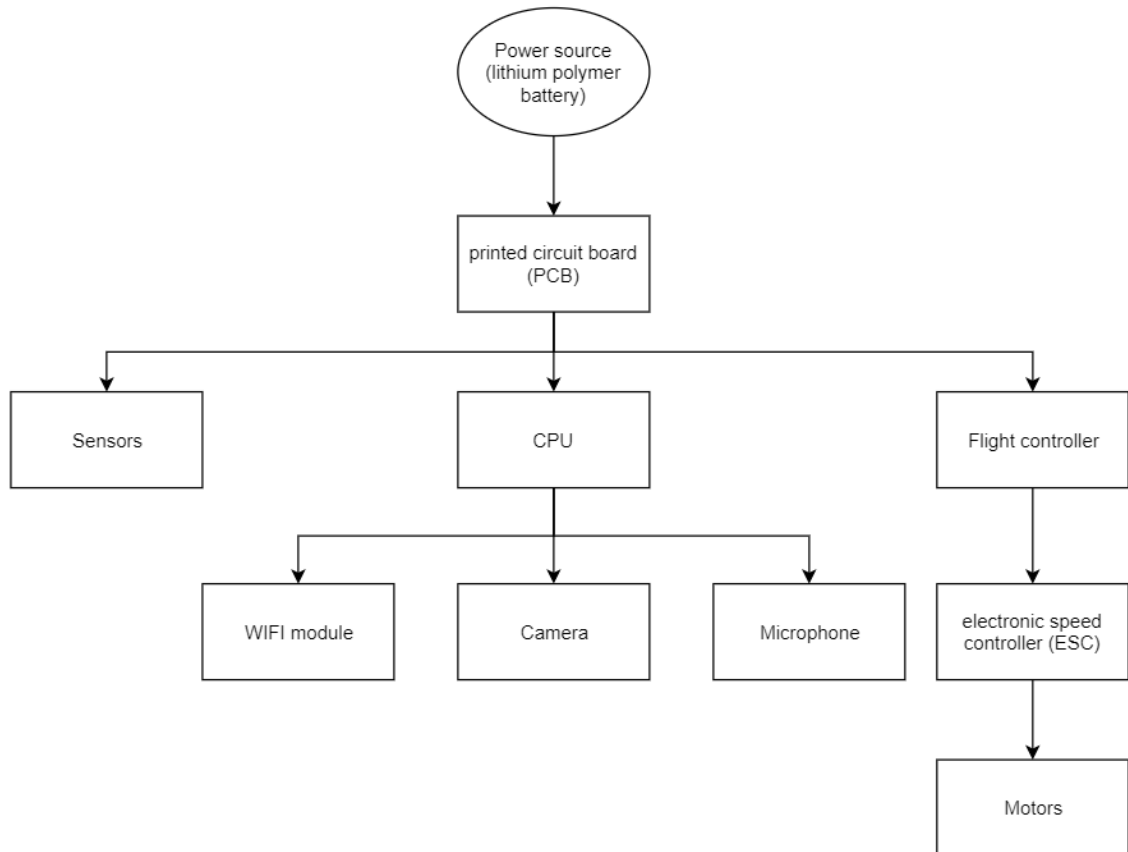 Power source
(lithium polymer
battery)
printed circuit board
(PCB)
Sensors
CPU
Flight controller
WIFI module
Camera
Microphone
electronic speed
controller (ESC)
Motors